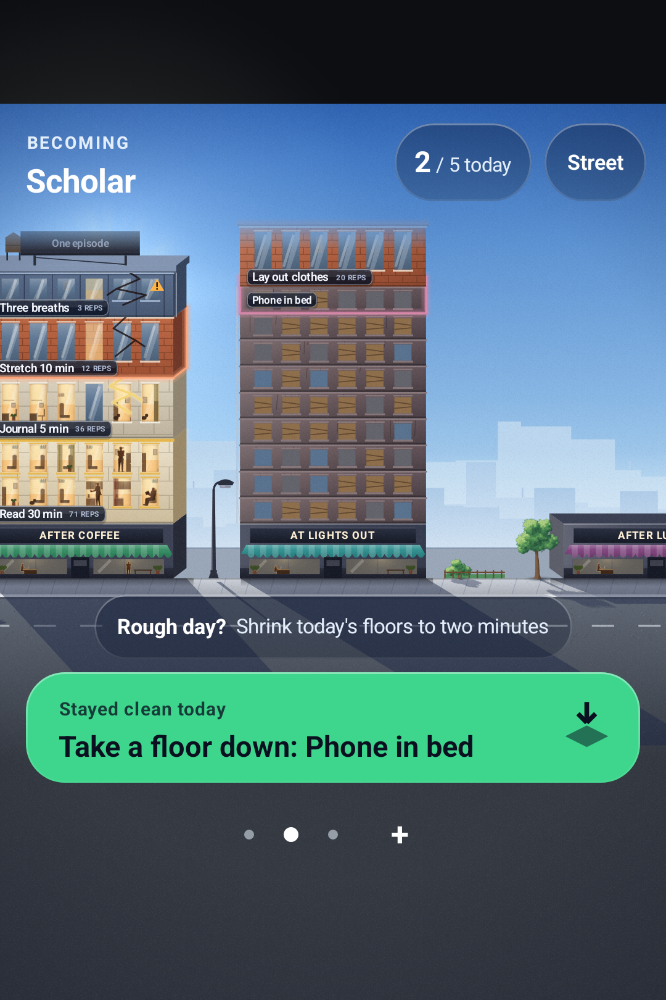 BECOMING
Scholar
2 / 5 today
Street
One episode
Three breaths 3 REPS
Stretch 10 min 12 REPS
Journal 5 min 36 REPS
Read 30 min 71 REPS
AFTER COFFEE
Lay out clothes 20 REPS
Phone in bed
AT LIGHTS OUT
AFTER LU
Rough day? Shrink today's floors to two minutes
Stayed clean today
Take a floor down: Phone in bed
+